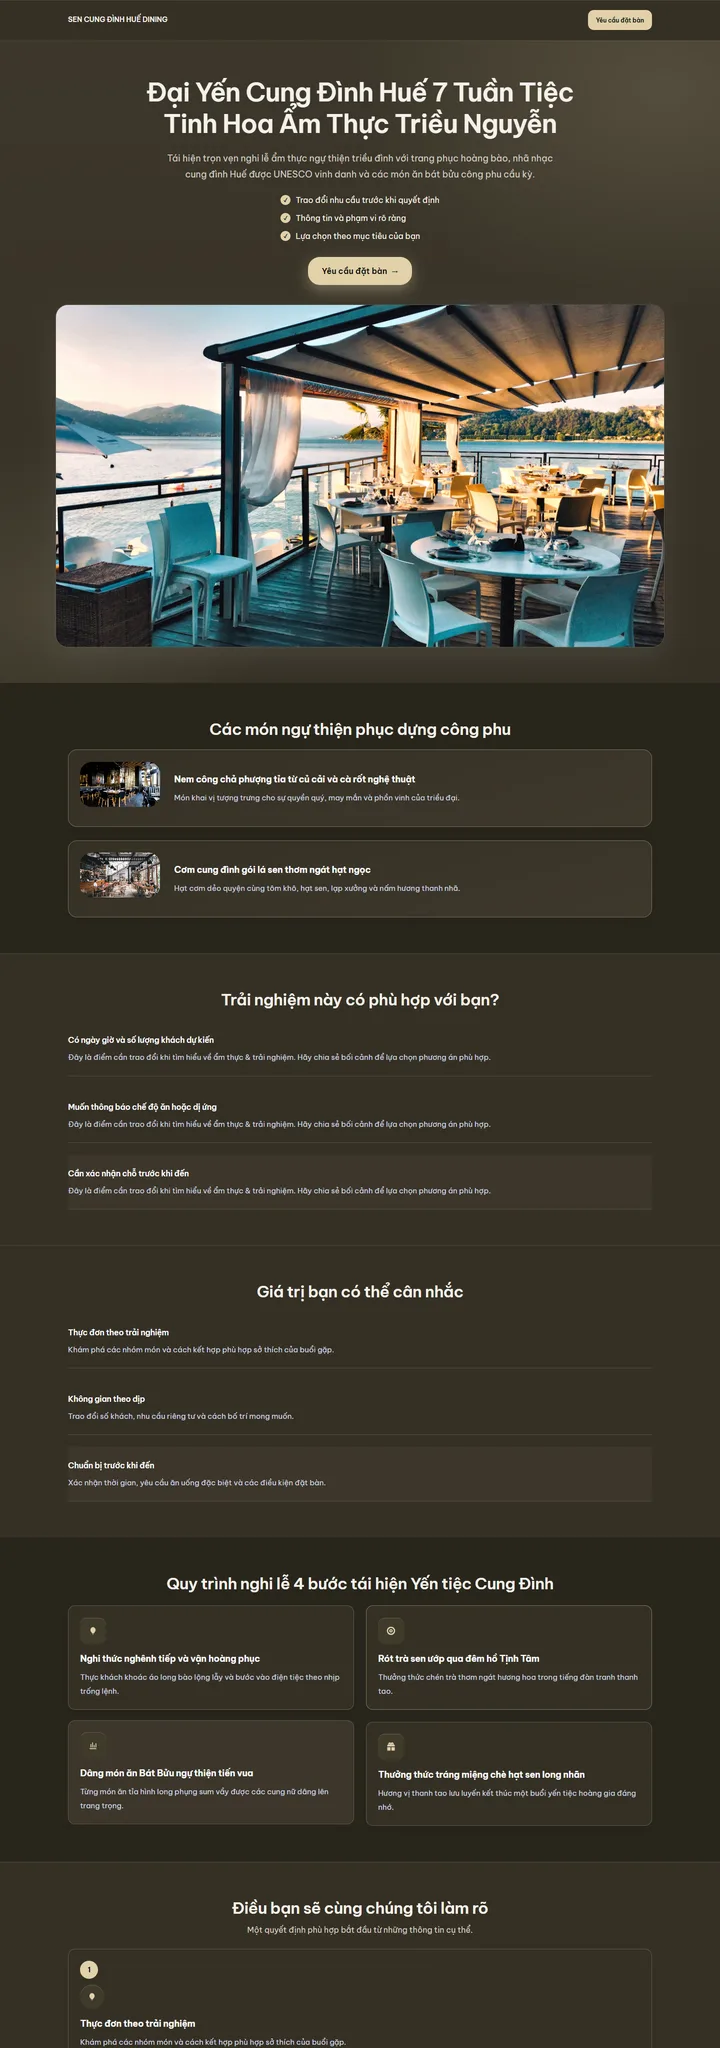 SEN CUNG ĐÌNH HUẾ DINING
Yêu cầu đặt bàn
Đại Yến Cung Đình Huế 7 Tuần Tiệc
Tinh Hoa Ẩm Thực Triều Nguyễn
Tái hiện trọn vẹn nghi lễ ẩm thực ngự thiện triều đình với trang phục hoàng bào, nhã nhạc
cung đình Huế được UNESCO vinh danh và các món ăn bát bửu công phu cầu kỳ.
✓ Trao đổi nhu cầu trước khi quyết định
✓ Thông tin và phạm vi rõ ràng
✓ Lựa chọn theo mục tiêu của bạn
Yêu cầu đặt bàn →
Các món ngự thiện phục dựng công phu
Nem công chả phượng tỉa từ củ cải và cà rốt nghệ thuật
Món khai vị tượng trưng cho sự quyền quý, may mắn và phồn vinh của triều đại.
Cơm cung đình gói lá sen thơm ngát hạt ngọc
Hạt cơm dẻo quyện cùng tôm khô, hạt sen, lạp xưởng và nấm hương thanh nhã.
Trải nghiệm này có phù hợp với bạn?
Có ngày giờ và số lượng khách dự kiến
Đây là điểm cần trao đổi khi tìm hiểu về ẩm thực & trải nghiệm. Hãy chia sẻ bối cảnh để lựa chọn phương án phù hợp.
Muốn thông báo chế độ ăn hoặc dị ứng
Đây là điểm cần trao đổi khi tìm hiểu về ẩm thực & trải nghiệm. Hãy chia sẻ bối cảnh để lựa chọn phương án phù hợp.
Cần xác nhận chỗ trước khi đến
Đây là điểm cần trao đổi khi tìm hiểu về ẩm thực & trải nghiệm. Hãy chia sẻ bối cảnh để lựa chọn phương án phù hợp.
Giá trị bạn có thể cân nhắc
Thực đơn theo trải nghiệm
Khám phá các nhóm món và cách kết hợp phù hợp sở thích của buổi gặp.
Không gian theo dịp
Trao đổi số khách, nhu cầu riêng tư và cách bố trí mong muốn.
Chuẩn bị trước khi đến
Xác nhận thời gian, yêu cầu ăn uống đặc biệt và các điều kiện đặt bàn.
Quy trình nghi lễ 4 bước tái hiện Yến tiệc Cung Đình
Nghi thức nghênh tiếp và vận hoàng phục
Thực khách khoác áo long bào lộng lẫy và bước vào điện tiệc theo nhịp
trống lệnh.
Rót trà sen ướp qua đêm hồ Tịnh Tâm
Thưởng thức chén trà thơm ngát hương hoa trong tiếng đàn tranh thanh
tao.
Dâng món ăn Bát Bửu ngự thiện tiến vua
Từng món ăn tỉa hình long phụng sum vầy được các cung nữ dâng lên
trang trọng.
Thưởng thức tráng miệng chè hạt sen long nhãn
Hương vị thanh tao lưu luyến kết thúc một buổi yến tiệc hoàng gia đáng
nhớ.
Điều bạn sẽ cùng chúng tôi làm rõ
Một quyết định phù hợp bắt đầu từ những thông tin cụ thể.
1
Thực đơn theo trải nghiệm
Khám phá các nhóm món và cách kết hợp phù hợp sở thích của buổi gặp.